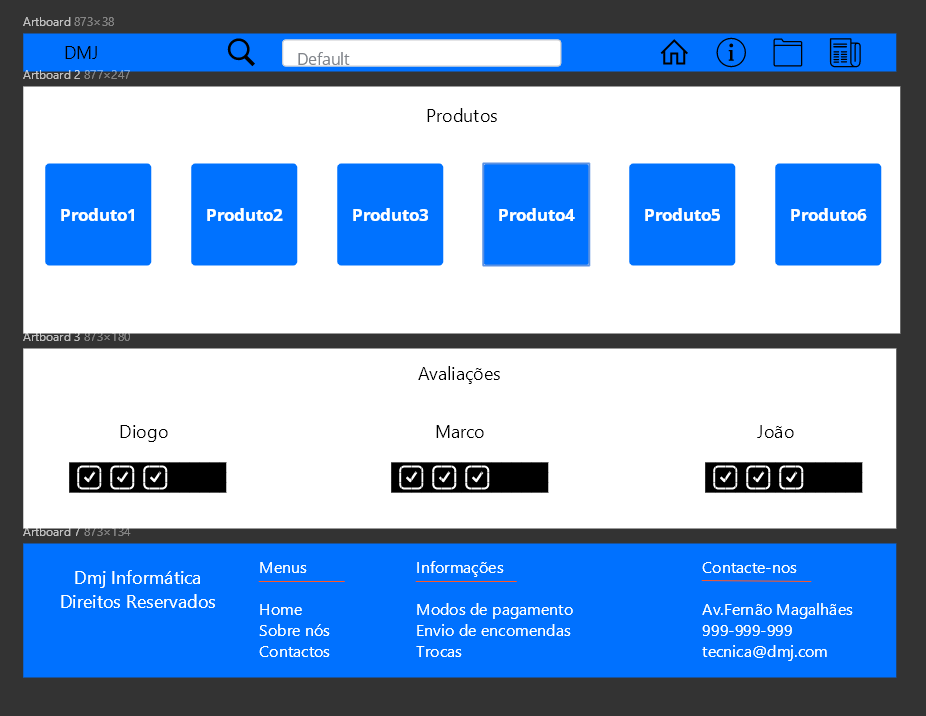 Artboard 873×38
DMJ
Default
Artboard 2 877×247
Produtos
Produto1 Produto2 Produto3 Produto4 Produto5 Produto6
Artboard 3 873×180
Avaliações
Diogo Marco João
Artboard 7 873×134
Dmj Informática
Direitos Reservados
Menus
Home
Sobre nós
Contactos
Informações
Modos de pagamento
Envio de encomendas
Trocas
Contacte-nos
Av.Fernão Magalhães
999-999-999
tecnica@dmj.com